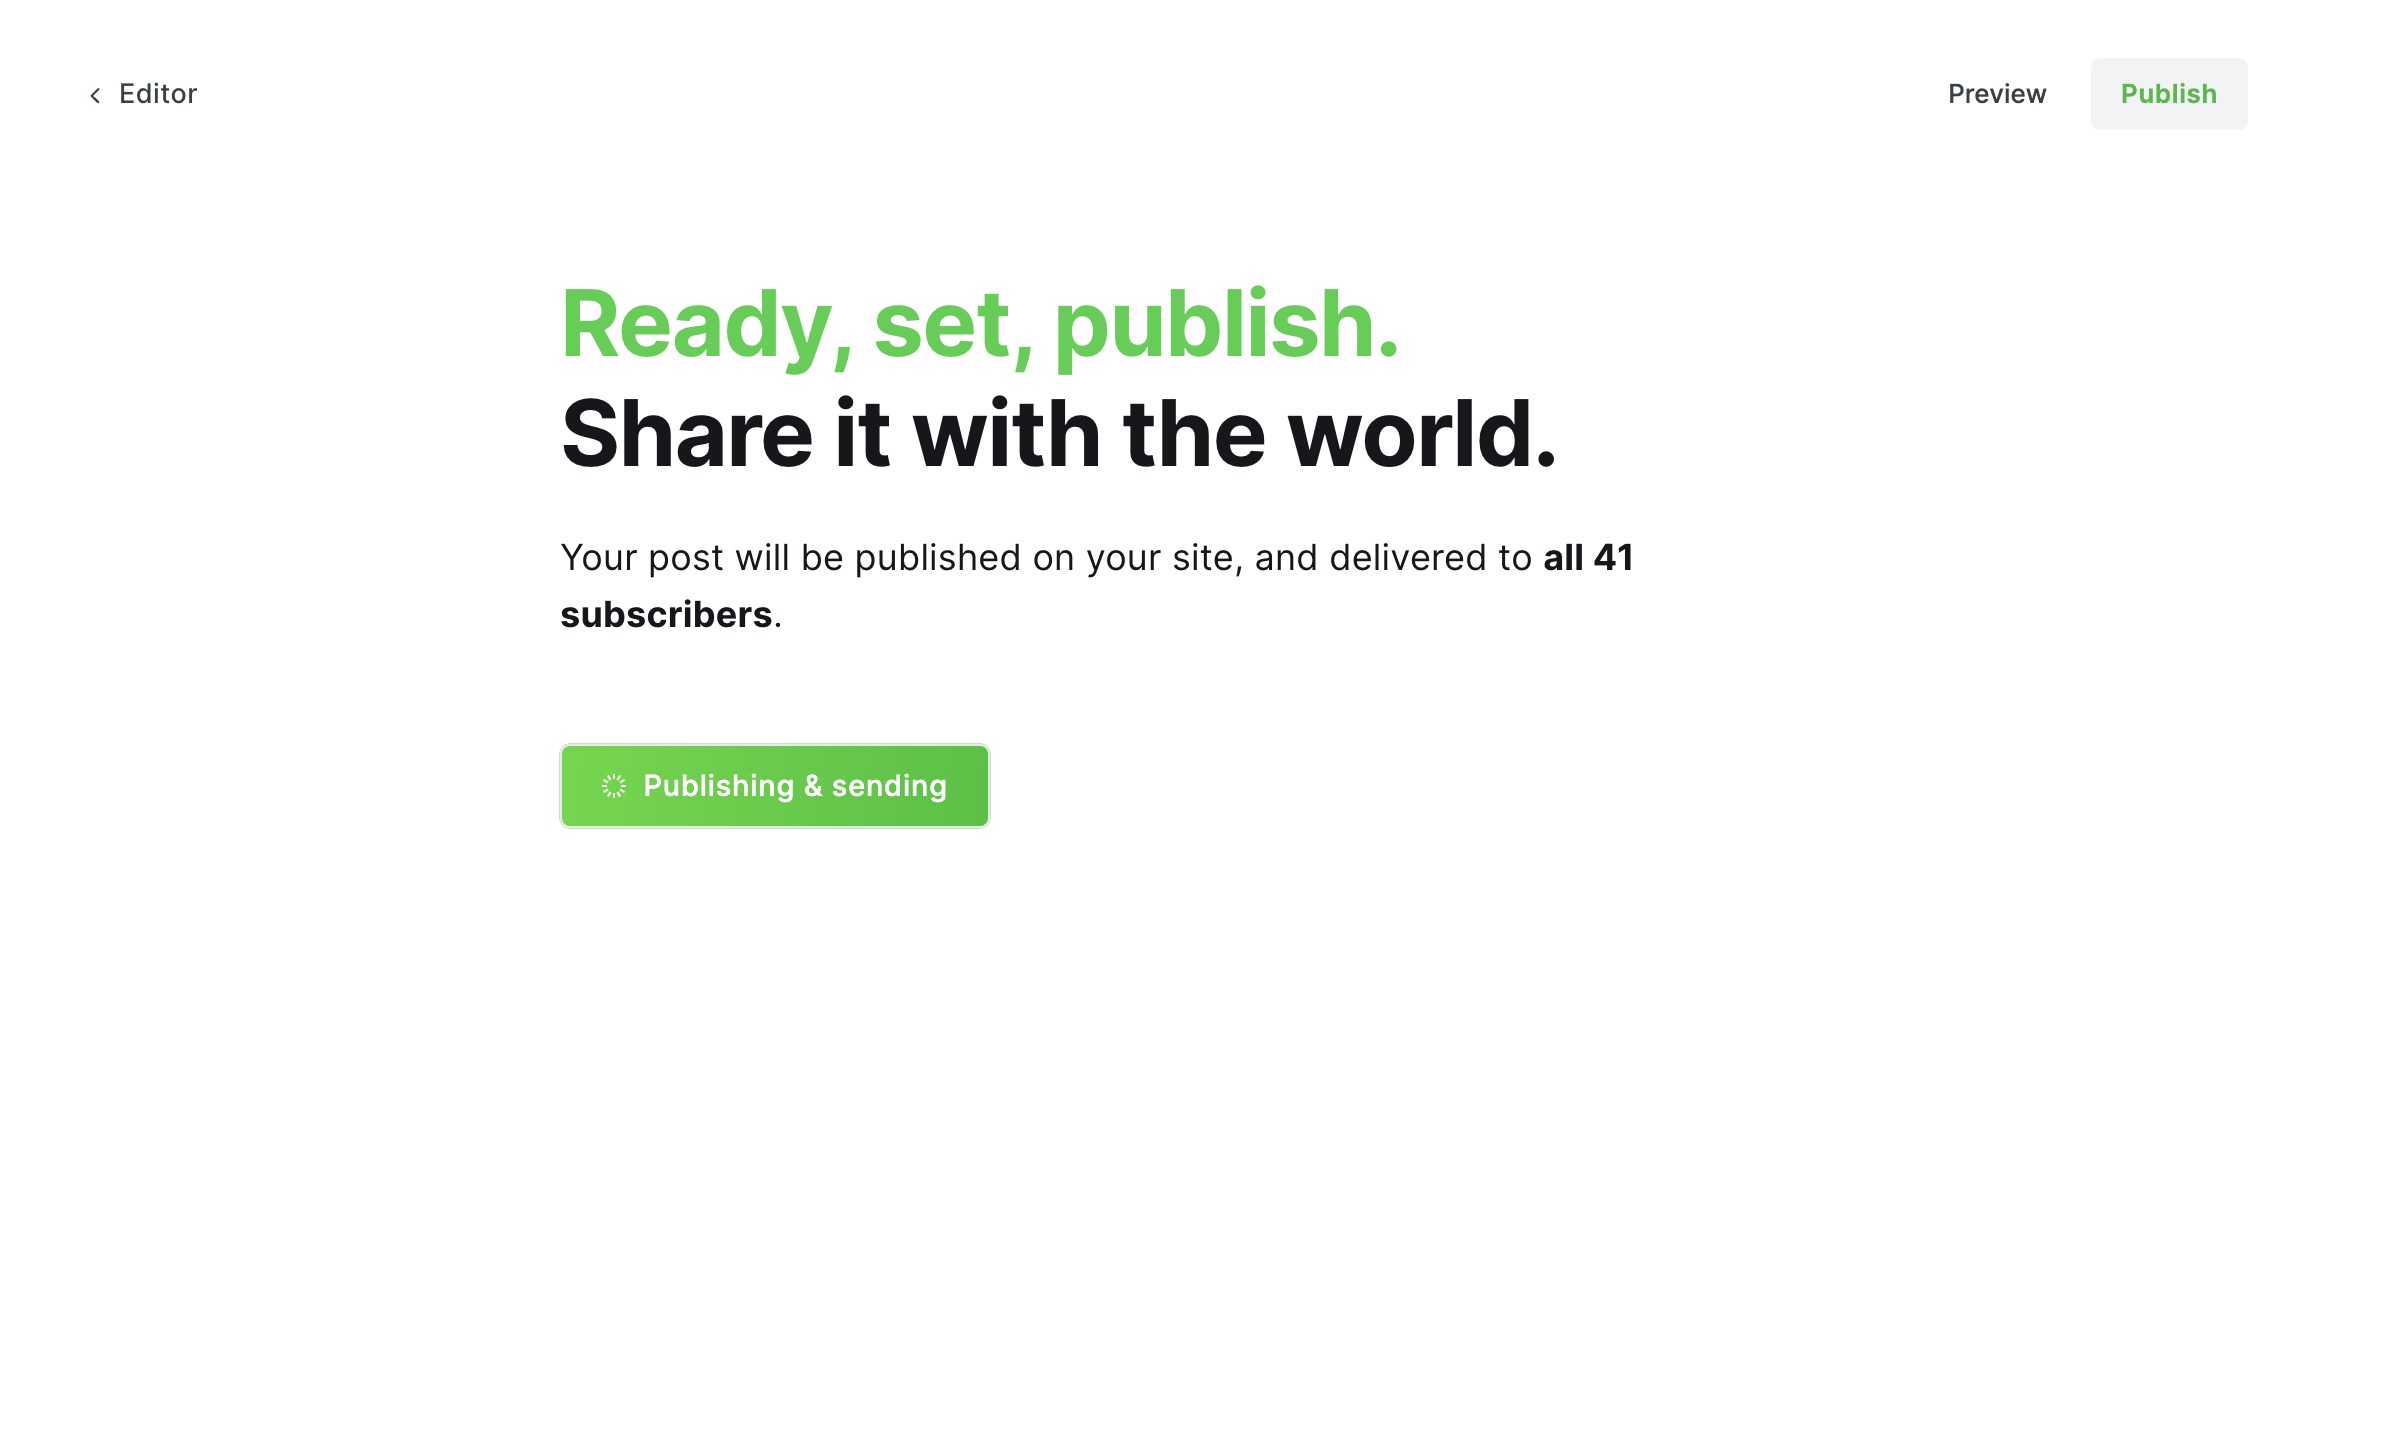 Editor
Preview
Publish
Ready, set, publish.
Share it with the world.
Your post will be published on your site, and delivered to all 41
subscribers.
Publishing & sending